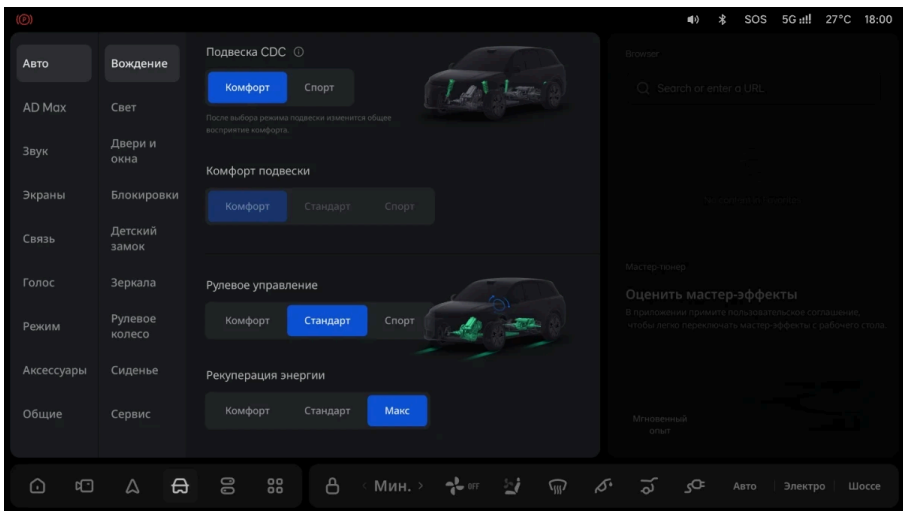 (P)
SOS
5G
27°C
18:00
Авто
AD Max
Звук
Экраны
Связь
Голос
Режим
Аксессуары
Общие
Вождение
Свет
Двери и
окна
Блокировки
Детский
замок
Зеркала
Рулевое
колесо
Сиденье
Сервис
Подвеска CDC
Комфорт Спорт
После выбора режима подвески изменится общее
восприятие комфорта.
Комфорт подвески
Комфорт Стандарт Спорт
Рулевое управление
Комфорт Стандарт Спорт
Рекуперация энергии
Комфорт Стандарт Макс
Browser
Search or enter a URL
Мастер-тюнер
Оценить мастер-эффекты
В приложении примите пользовательское соглашение,
чтобы легко переключать мастер-эффекты с рабочего стола.
Мгновенный
опыт
< Мин. >
OFF
Авто
Электро
Шоссе